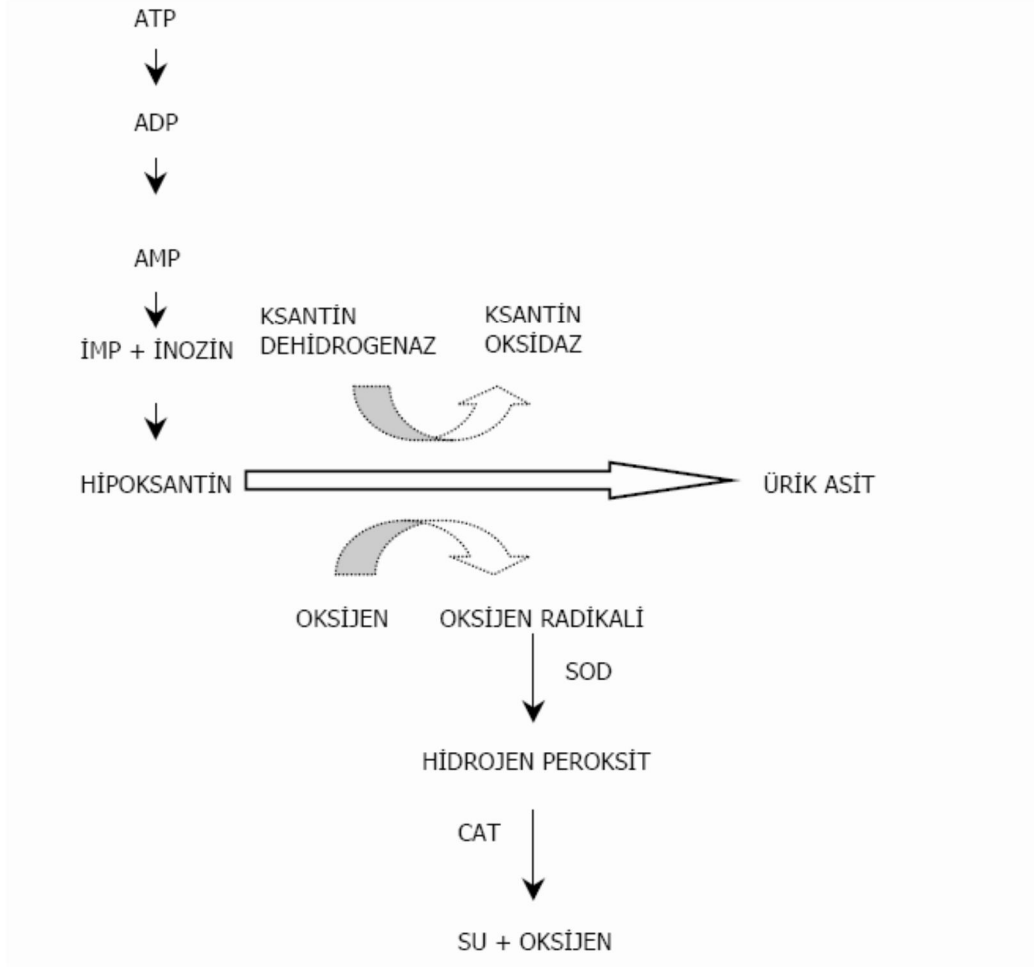 ATP
ADP
AMP
İMP + İNOZİN
KSANTİN
DEHİDROGENAZ
KSANTİN
OKSİDAZ
HİPOKSANTİN
ÜRİK ASİT
OKSİJEN
OKSİJEN RADİKALİ
SOD
HİDROJEN PEROKSİT
CAT
SU + OKSİJEN